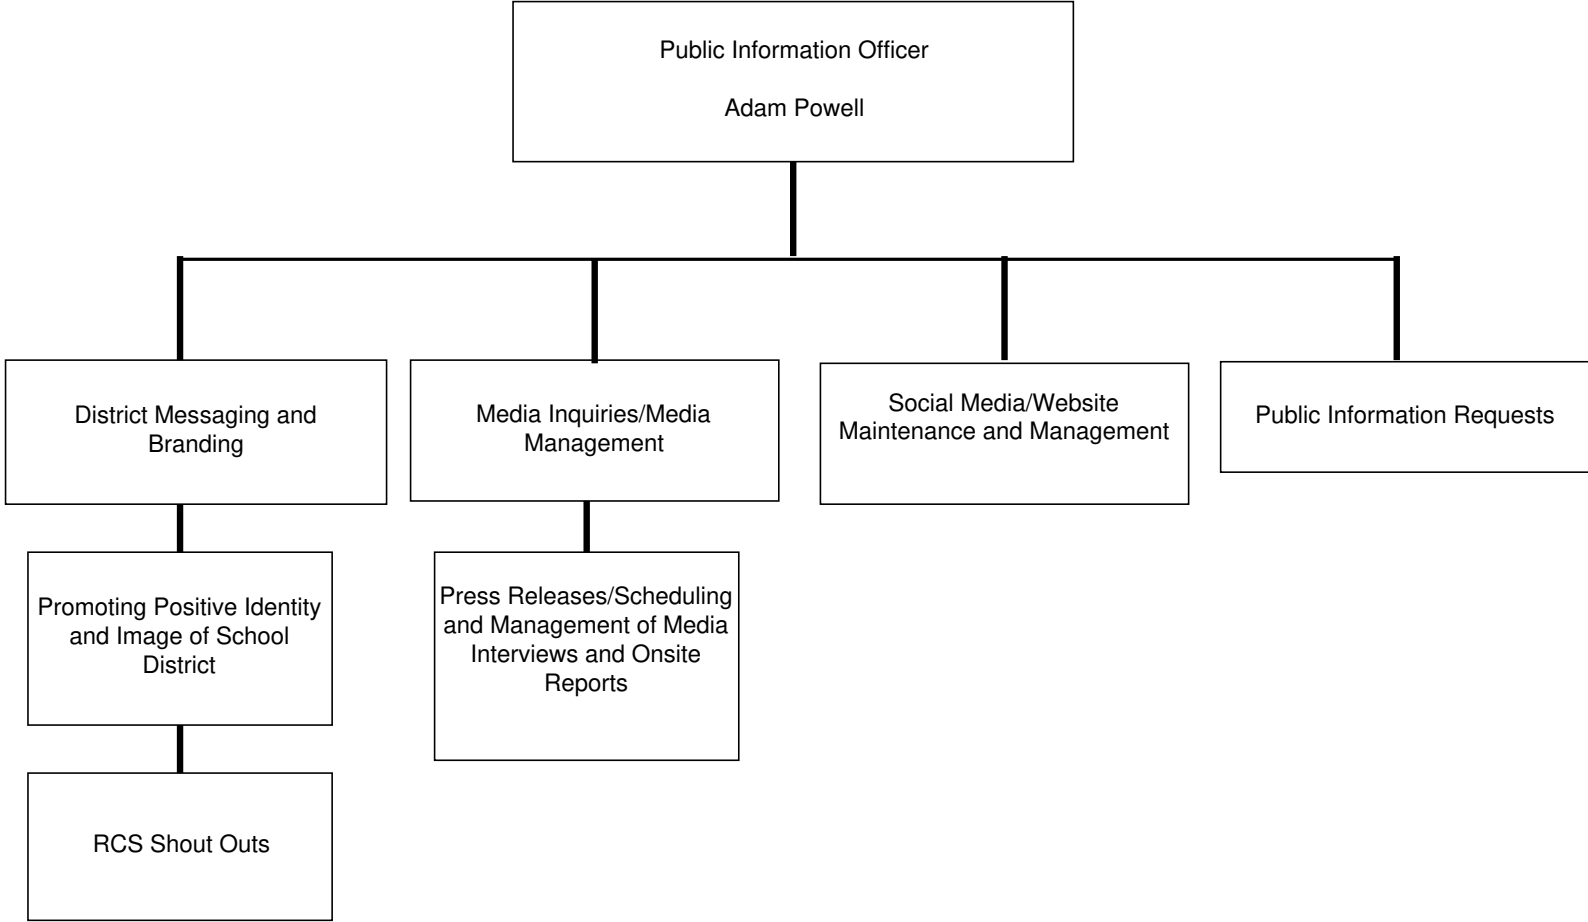 Public Information Officer
Adam Powell
District Messaging and
Branding
Media Inquiries/Media
Management
Social Media/Website
Maintenance and Management
Public Information Requests
Promoting Positive Identity
and Image of School
District
Press Releases/Scheduling
and Management of Media
Interviews and Onsite
Reports
RCS Shout Outs